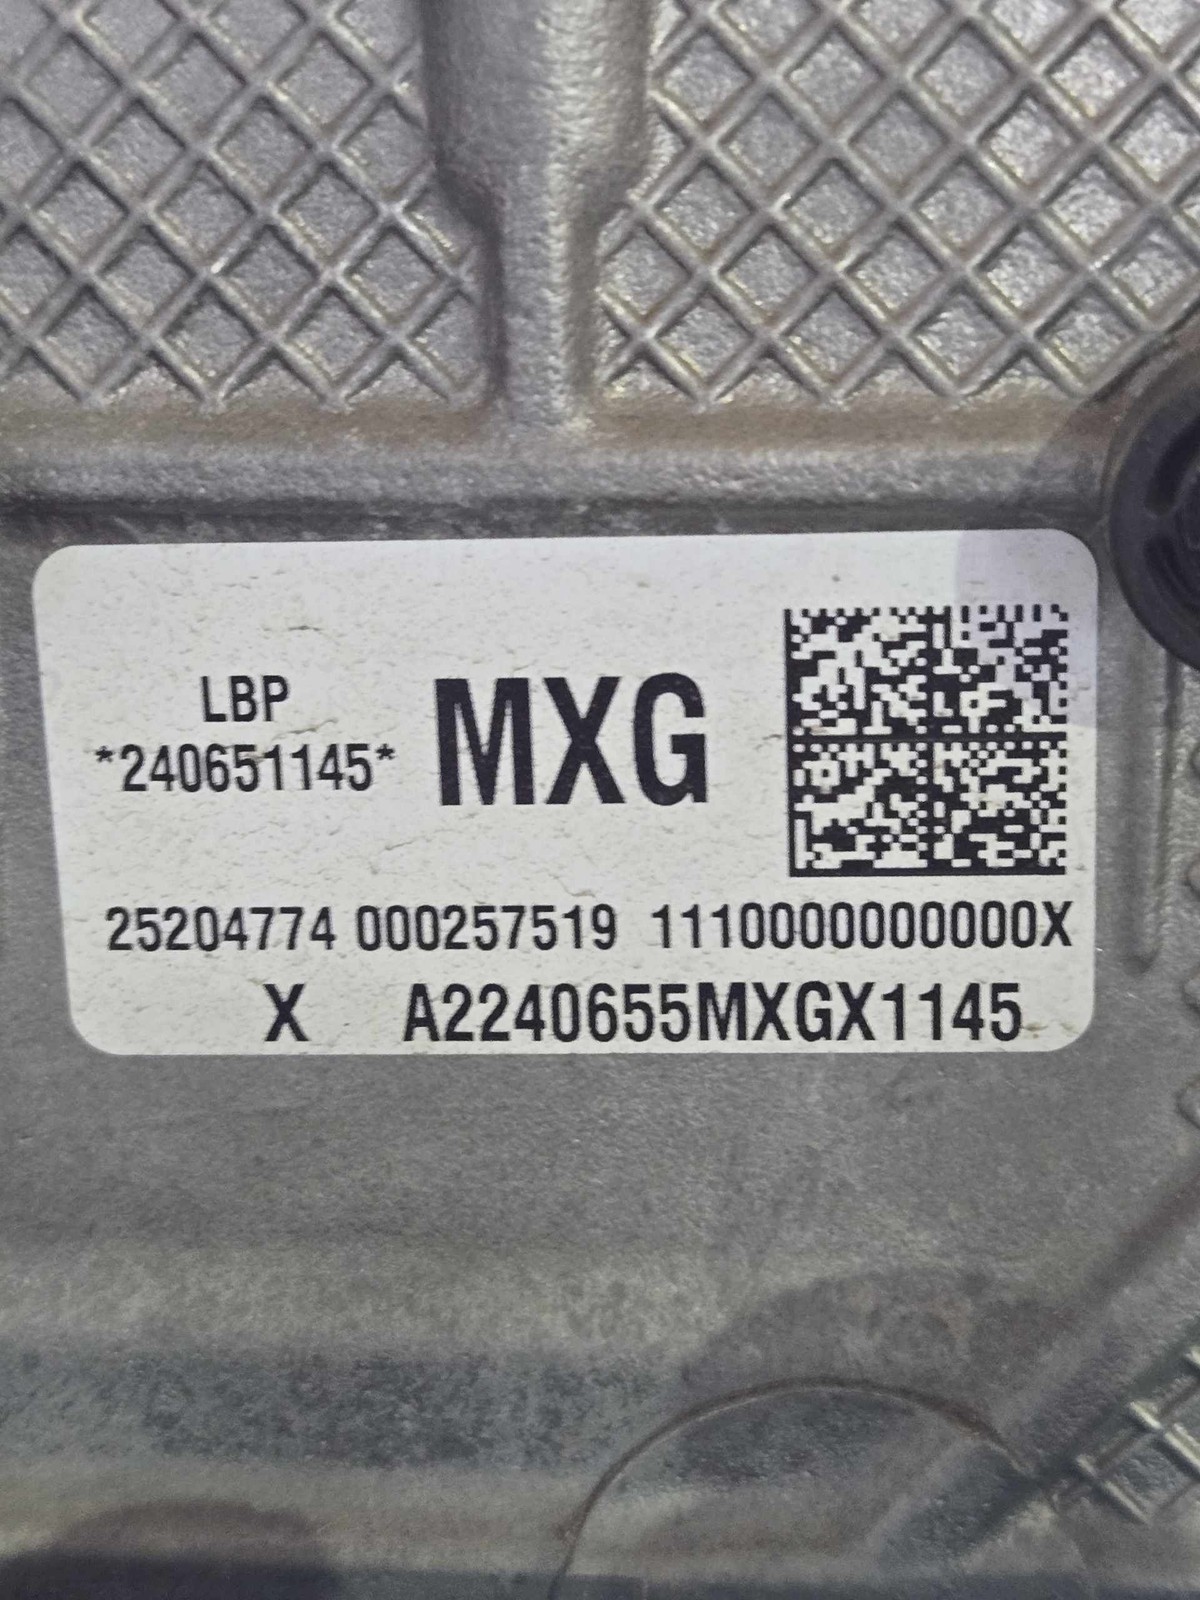 LBP
*240651145*
MXG
25204774 000257519 1110000000000X
X A2240655MXGX1145